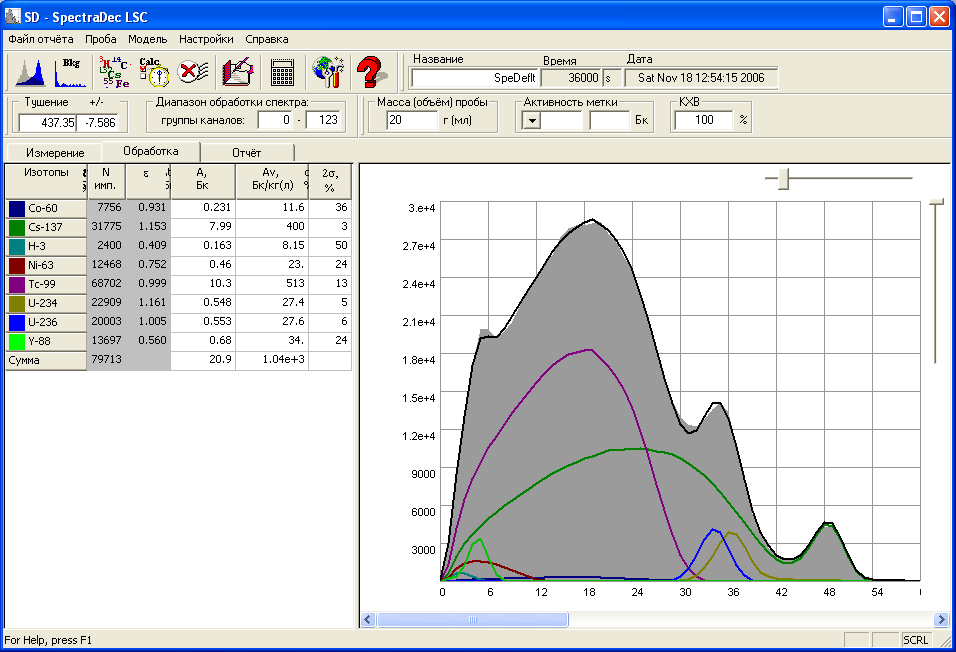 SD - SpectraDec LSC
Файл отчёта Проба Модель Настройки Справка
Bkg
³H ¹⁴C Cs 55 Fe
Calc
Название Время Дата
SpeDeflt 36000 s Sat Nov 18 12:54:15 2006
Тушение +/- Диапазон обработки спектра: Масса (объём) пробы Активность метки КХВ
437.35 -7.586 группы каналов: 0 - 123 20 г (мл) Бк 100 %
Измерение Обработка Отчёт
Изотопы N имп. ε A, Бк Av, Бк/кг(л) 2σ, %
Co-60 7756 0.931 0.231 11.6 36
Cs-137 31775 1.153 7.99 400 3
H-3 2400 0.409 0.163 8.15 50
Ni-63 12468 0.752 0.46 23. 24
Tc-99 68702 0.999 10.3 513 13
U-234 22909 1.161 0.548 27.4 5
U-236 20003 1.005 0.553 27.6 6
Y-88 13697 0.560 0.68 34. 24
Сумма 79713 20.9 1.04e+3
3.e+4
2.7e+4
2.4e+4
2.1e+4
1.8e+4
1.5e+4
1.2e+4
9000
6000
3000
0 6 12 18 24 30 36 42 48 54
For Help, press F1
SCRL